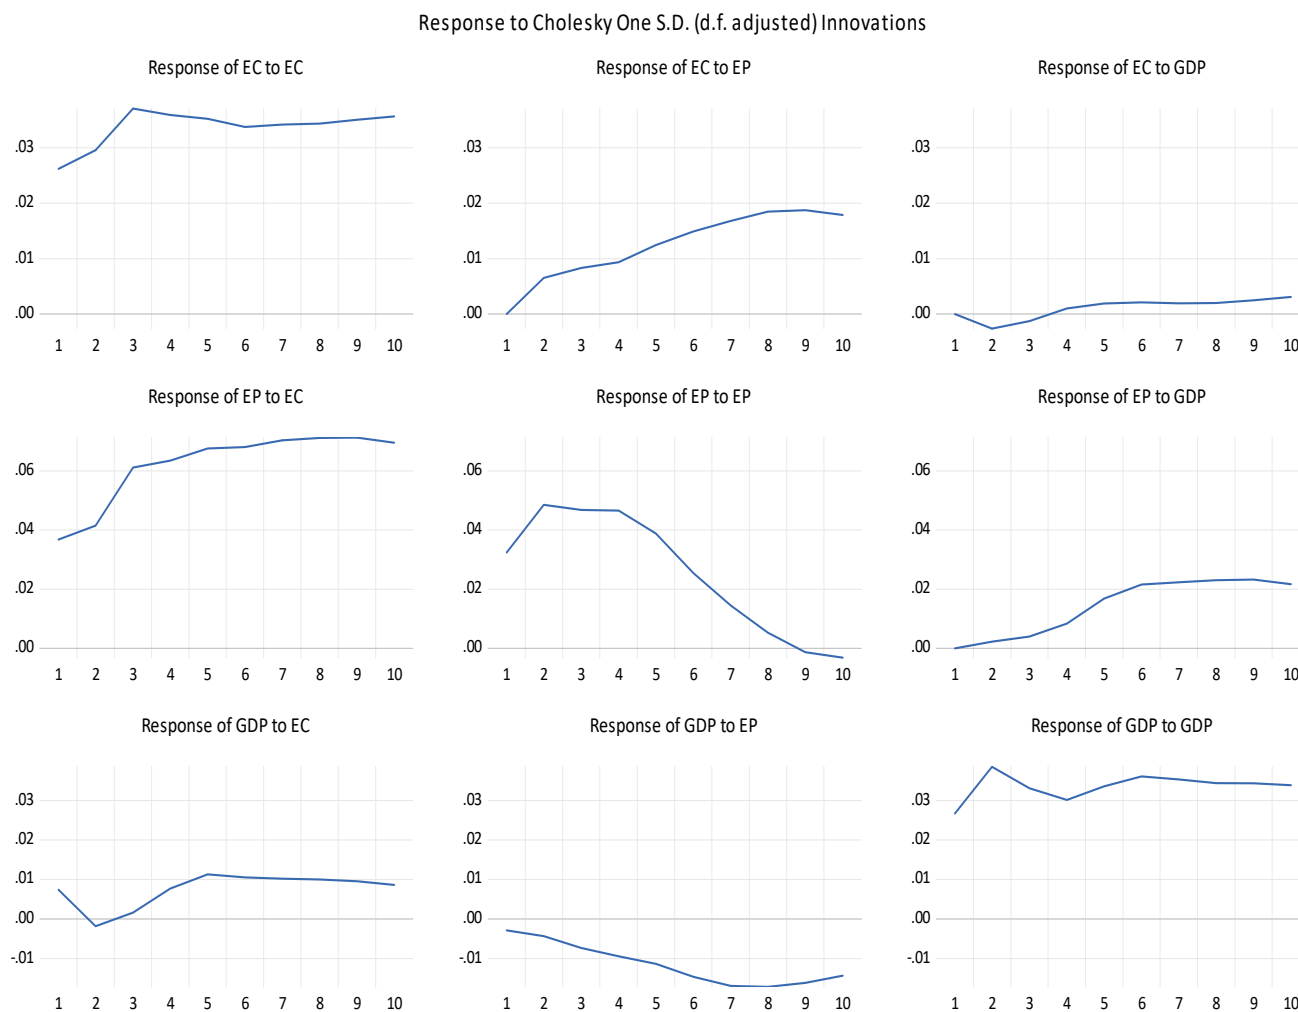 Response to Cholesky One S.D. (d.f. adjusted) Innovations
Response of EC to EC
.03
.02
.01
.00
1 2 3 4 5 6 7 8 9 10
Response of EC to EP
.03
.02
.01
.00
1 2 3 4 5 6 7 8 9 10
Response of EC to GDP
.03
.02
.01
.00
1 2 3 4 5 6 7 8 9 10
Response of EP to EC
.06
.04
.02
.00
1 2 3 4 5 6 7 8 9 10
Response of EP to EP
.06
.04
.02
.00
1 2 3 4 5 6 7 8 9 10
Response of EP to GDP
.06
.04
.02
.00
1 2 3 4 5 6 7 8 9 10
Response of GDP to EC
.03
.02
.01
.00
-.01
1 2 3 4 5 6 7 8 9 10
Response of GDP to EP
.03
.02
.01
.00
-.01
1 2 3 4 5 6 7 8 9 10
Response of GDP to GDP
.03
.02
.01
.00
-.01
1 2 3 4 5 6 7 8 9 10